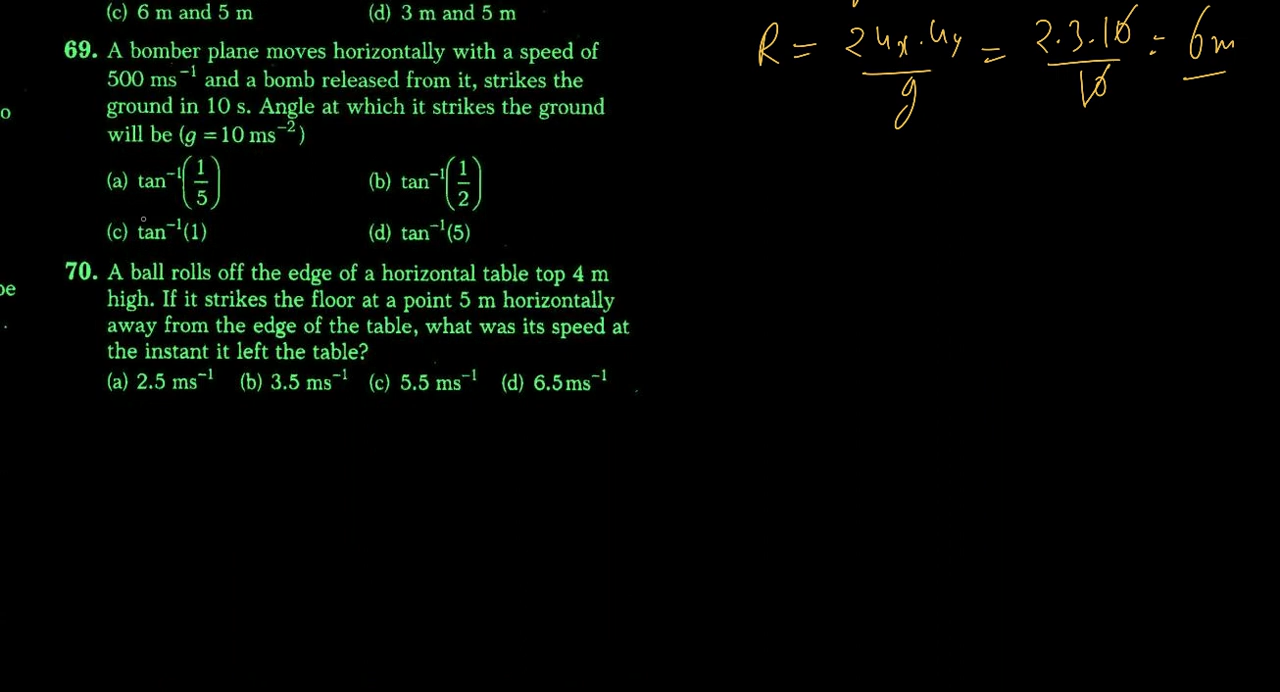 (c) 6 m and 5 m (d) 3 m and 5 m
69. A bomber plane moves horizontally with a speed of
500 ms⁻¹ and a bomb released from it, strikes the
ground in 10 s. Angle at which it strikes the ground
will be (g = 10 ms⁻²)
(a) tan⁻¹(1/5) (b) tan⁻¹(1/2)
(c) tan⁻¹(1) (d) tan⁻¹(5)
70. A ball rolls off the edge of a horizontal table top 4 m
high. If it strikes the floor at a point 5 m horizontally
away from the edge of the table, what was its speed at
the instant it left the table?
(a) 2.5 ms⁻¹ (b) 3.5 ms⁻¹ (c) 5.5 ms⁻¹ (d) 6.5 ms⁻¹
R = 2 ux . uy / g = 2.3.10 / 10 = 6m